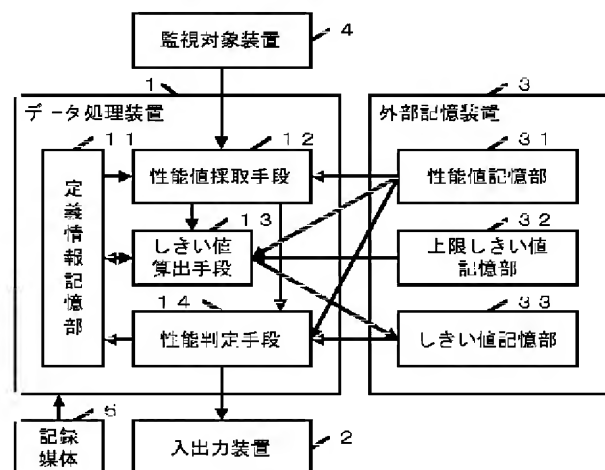 監視対象装置
4
1
データ処理装置
3
外部記憶装置
11
定義情報記憶部
12
性能値採取手段
31
性能値記憶部
13
しきい値
算出手段
32
上限しきい値
記憶部
14
性能判定手段
33
しきい値記憶部
5
記録
媒体
入出力装置
2